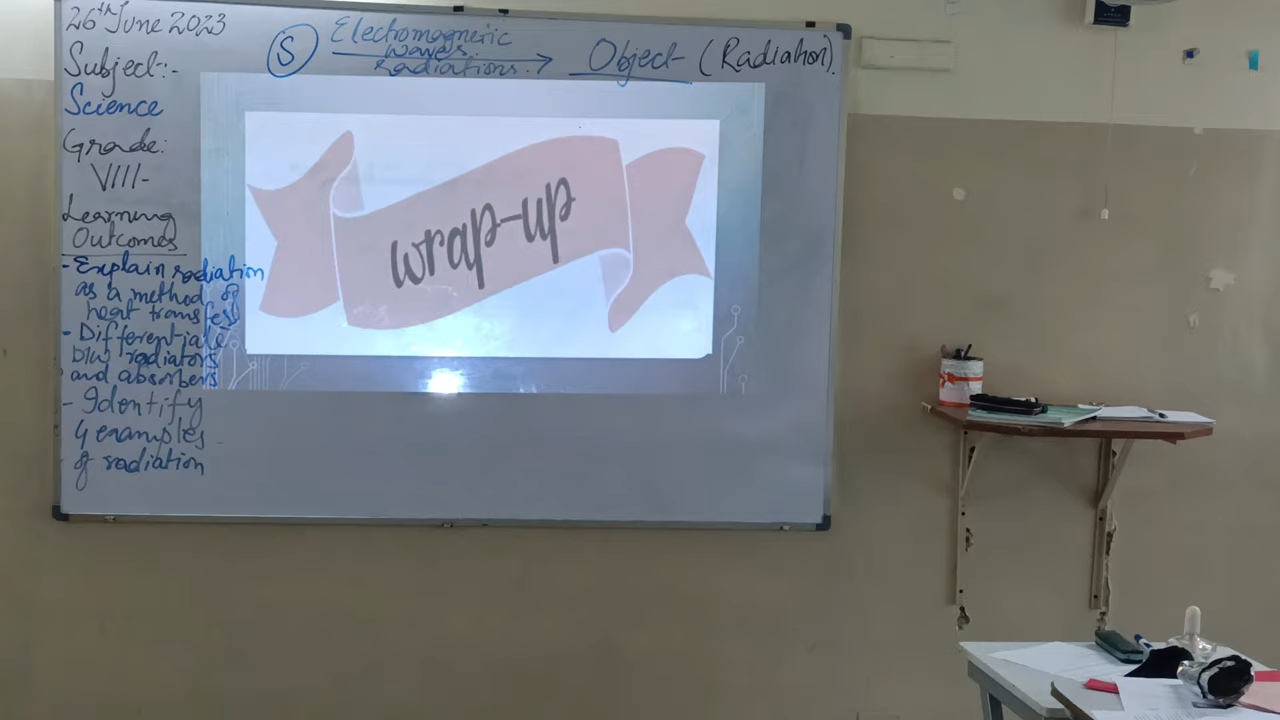 26th June 2023
Subject:-
Science
Grade:
VIII-
Learning
Outcomes
- Explain radiation
as a method of
heat transfer
- Differentiate
b/w radiators
and absorbers
- Identify
4 examples
of radiation
S Electomagneric
waves
radiations. → Object (Radiation).
wrap-up